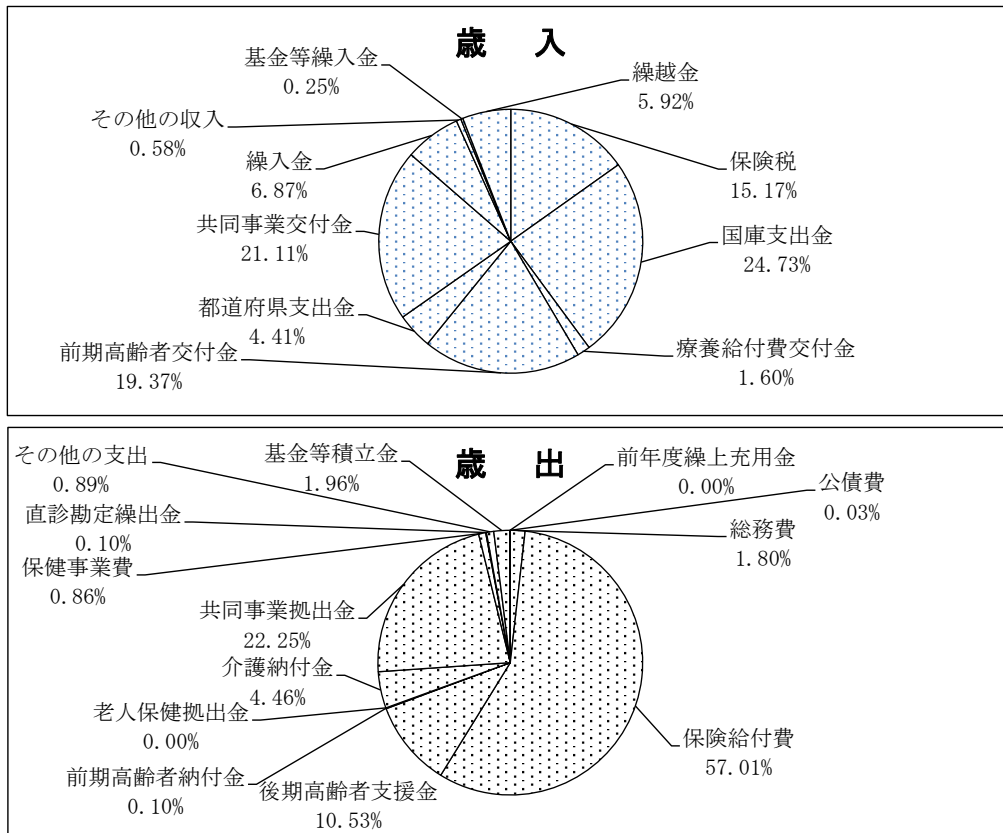 歳 入
基金等繰入金
0.25%
繰越金
5.92%
その他の収入
0.58%
繰入金
6.87%
保険税
15.17%
共同事業交付金
21.11%
国庫支出金
24.73%
都道府県支出金
4.41%
前期高齢者交付金
19.37%
療養給付費交付金
1.60%
歳 出
その他の支出
0.89%
基金等積立金
1.96%
前年度繰上充用金
0.00%
公債費
0.03%
直診勘定繰出金
0.10%
総務費
1.80%
保健事業費
0.86%
共同事業拠出金
22.25%
介護納付金
4.46%
老人保健拠出金
0.00%
保険給付費
57.01%
前期高齢者納付金
0.10%
後期高齢者支援金
10.53%